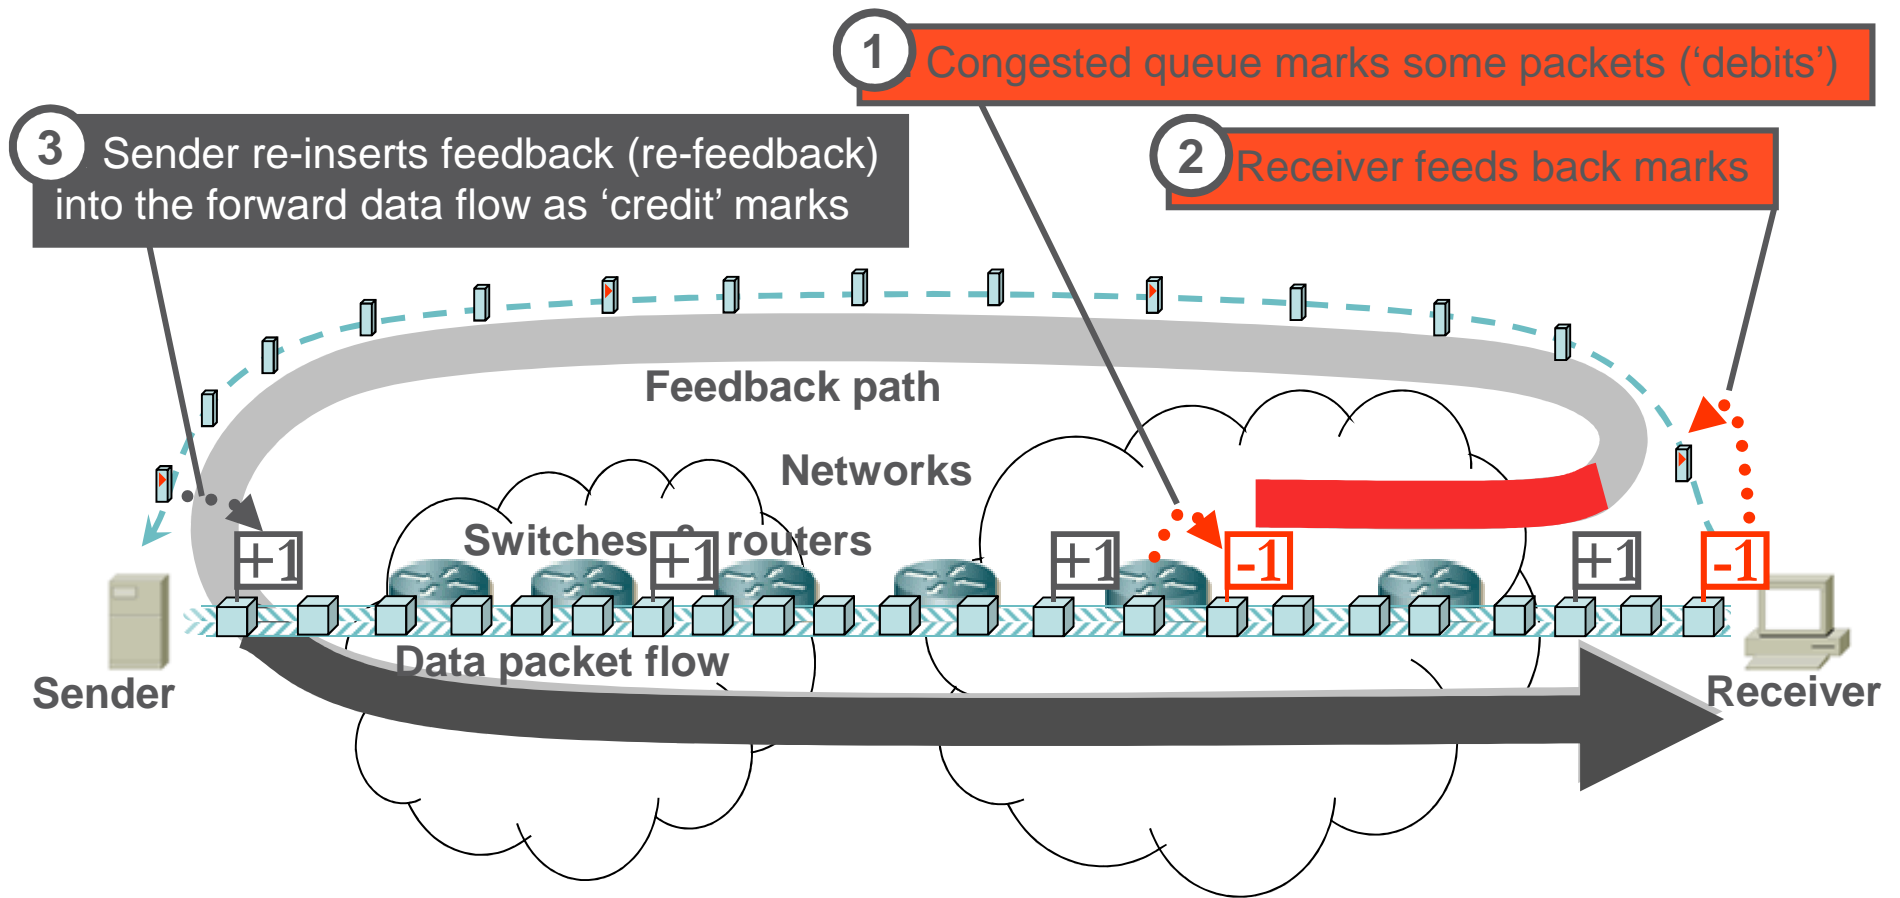 1 Congested queue marks some packets (‘debits’)
2 Receiver feeds back marks
3 Sender re-inserts feedback (re-feedback)
into the forward data flow as ‘credit’ marks
Feedback path
Networks
Switches & routers
+1 +1 +1 -1 +1 -1
Data packet flow
Sender
Receiver